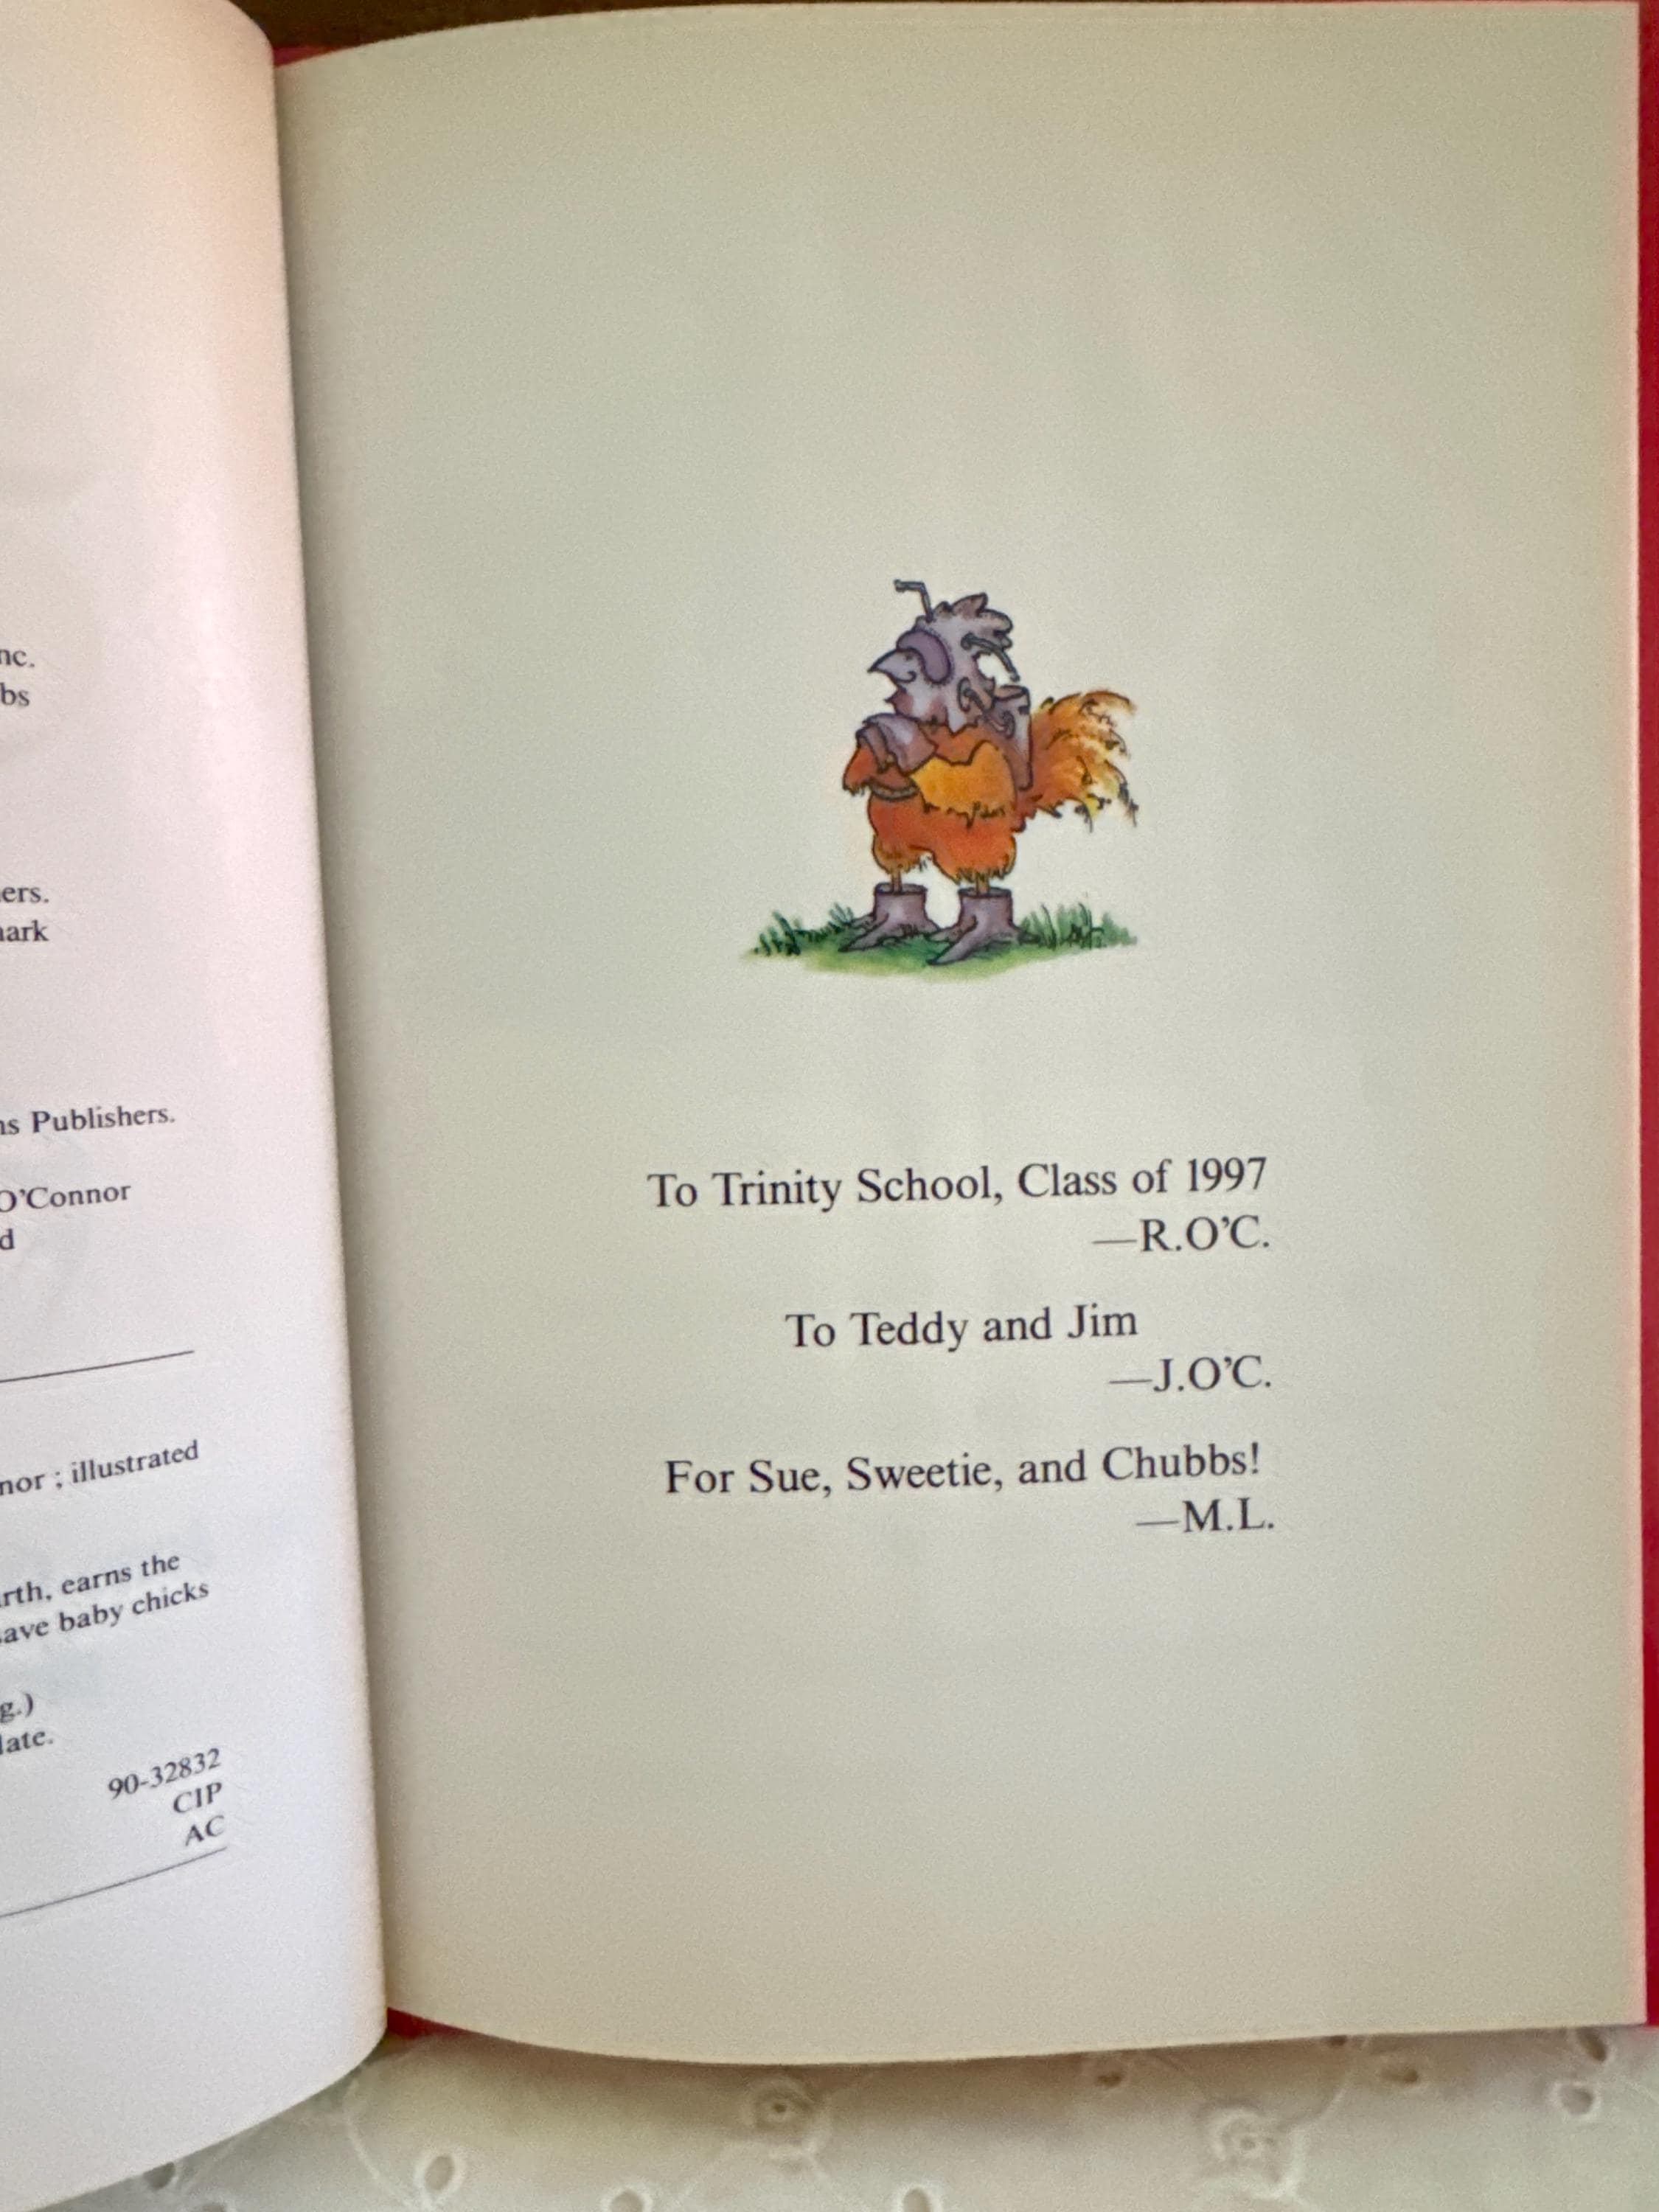 nc.
bs
ers.
ark
ns Publishers.
O'Connor
d
nor ; illustrated
rth, earns the
ave baby chicks
g.)
late.
90-32832
CIP
AC
To Trinity School, Class of 1997
—R.O'C.
To Teddy and Jim
—J.O'C.
For Sue, Sweetie, and Chubbs!
—M.L.